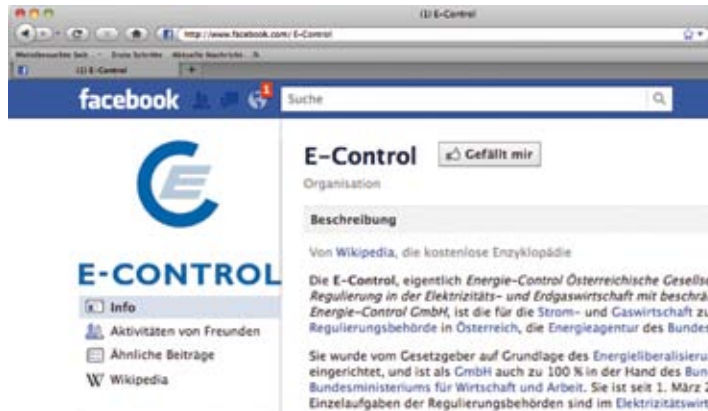 (1) E-Control
http://www.facebook.com/ E-Control
Meistbesuchte Seit. Erste Schritte Aktuelle Nachricht.
(1) E-Control +
facebook 1 Suche
E-Control Gefällt mir
Organisation
Beschreibung
Von Wikipedia, die kostenlose Enzyklopädie
Die E-Control, eigentlich Energie-Control Österreichische Gesells
Regulierung in der Elektrizitäts- und Erdgaswirtschaft mit beschrä
Energie-Control GmbH, ist die für die Strom- und Gaswirtschaft zu
Regulierungsbehörde in Österreich, die Energieagentur des Bundes
Sie wurde vom Gesetzgeber auf Grundlage des Energieliberalisieru
eingerichtet, und ist als GmbH auch zu 100 % in der Hand des Bun
Bundesministeriums für Wirtschaft und Arbeit. Sie ist seit 1. März 2
Einzelaufgaben der Regulierungsbehörden sind im Elektrizitätswirt
E-CONTROL
Info
Aktivitäten von Freunden
Ähnliche Beiträge
W Wikipedia